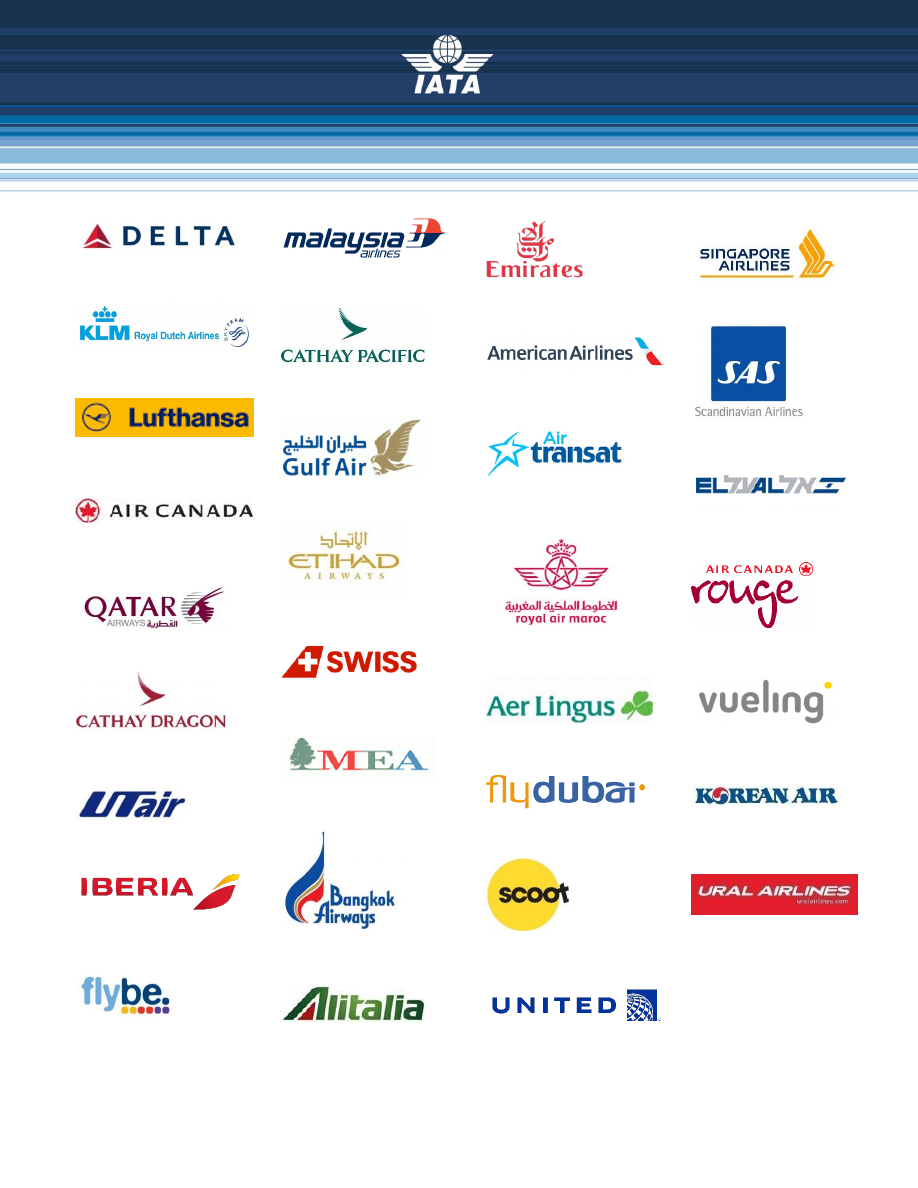 IATA
DELTA
malaysia
airlines
الإمارات
Emirates
SINGAPORE
AIRLINES
KLM Royal Dutch Airlines SKYTEAM
CATHAY PACIFIC
American Airlines
SAS
Scandinavian Airlines
Lufthansa
طيران الخليج
Gulf Air
Air
transat
EL אל AL על
AIR CANADA
الإتحاد
ETIHAD
AIRWAYS
الخطوط الملكية المغربية
royal air maroc
AIR CANADA
rouge
QATAR
AIRWAYS القطرية
SWISS
CATHAY DRAGON
Aer Lingus
vueling
MEA
UTair
flydubai
KOREAN AIR
IBERIA
Bangkok
Airways
scoot
URAL AIRLINES
uralairlines.com
flybe.
Alitalia
UNITED